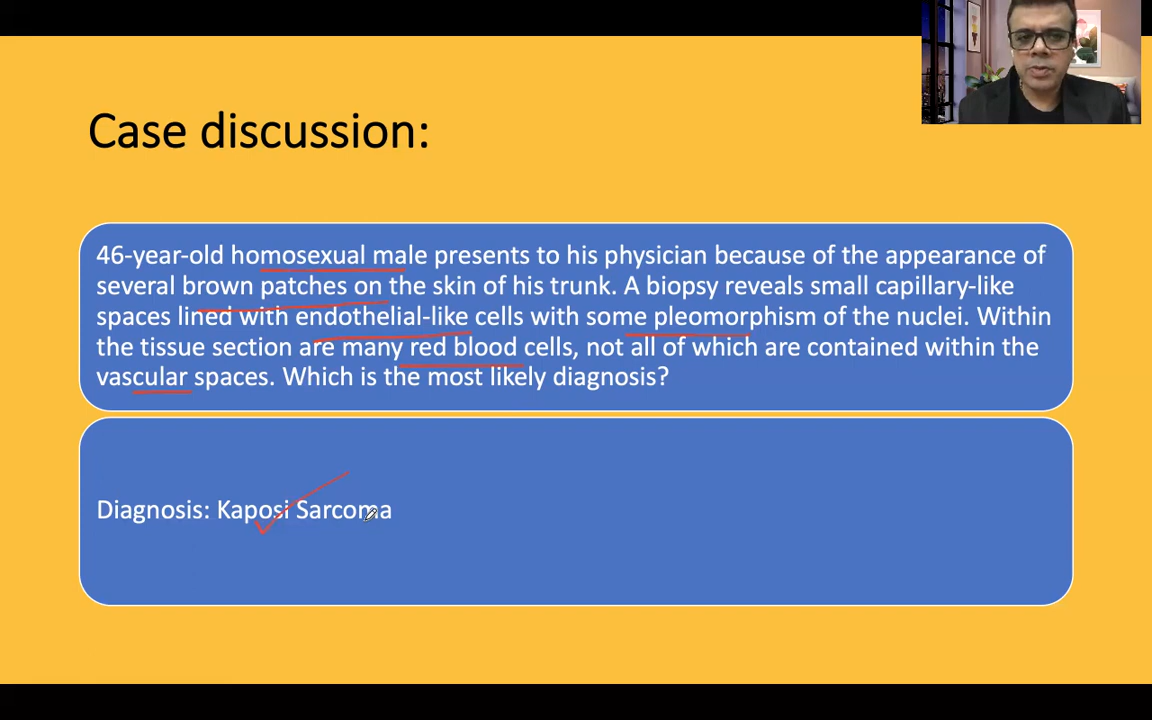 Case discussion:
46-year-old homosexual male presents to his physician because of the appearance of
several brown patches on the skin of his trunk. A biopsy reveals small capillary-like
spaces lined with endothelial-like cells with some pleomorphism of the nuclei. Within
the tissue section are many red blood cells, not all of which are contained within the
vascular spaces. Which is the most likely diagnosis?
Diagnosis: Kaposi Sarcoma